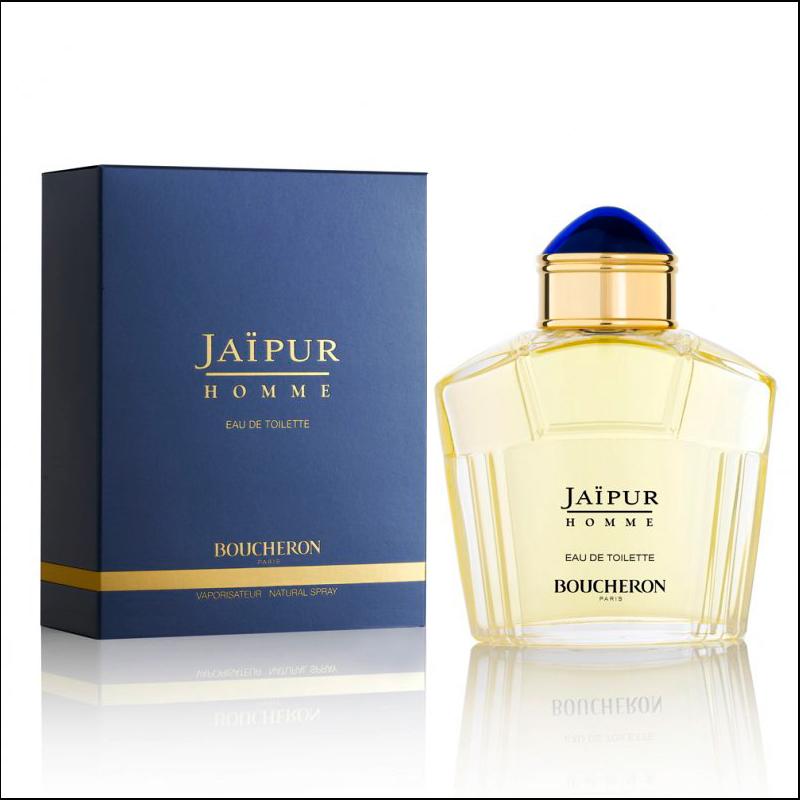 JAÏPUR
HOMME
EAU DE TOILETTE
BOUCHERON
PARIS
VAPORISATEUR NATURAL SPRAY
JAÏPUR
HOMME
EAU DE TOILETTE
BOUCHERON
PARIS